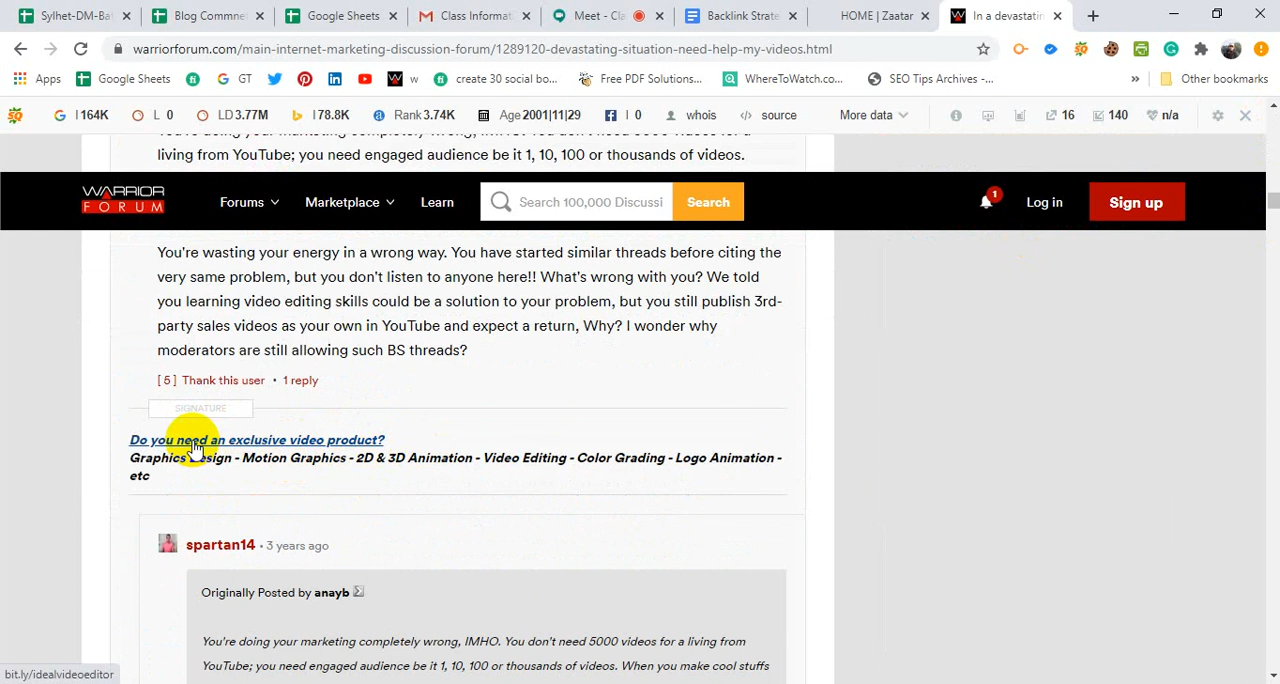 Sylhet-DM-Bat
Blog Commne
Google Sheets
Class Informat
Meet - Cla
Backlink Strate
HOME | Zaatar
In a devastatin
warriorforum.com/main-internet-marketing-discussion-forum/1289120-devastating-situation-need-help-my-videos.html
Apps
Google Sheets
GT
w
create 30 social bo...
Free PDF Solutions...
WhereToWatch.co...
SEO Tips Archives -...
»
Other bookmarks
I 164K
L 0
LD 3.77M
I 78.8K
Rank 3.74K
Age 2001|11|29
I 0
whois
source
More data
16
140
n/a
living from YouTube; you need engaged audience be it 1, 10, 100 or thousands of videos.
WARRIOR
FORUM
Forums
Marketplace
Learn
Search 100,000 Discussi
Search
1
Log in
Sign up
You're wasting your energy in a wrong way. You have started similar threads before citing the
very same problem, but you don't listen to anyone here!! What's wrong with you? We told
you learning video editing skills could be a solution to your problem, but you still publish 3rd-
party sales videos as your own in YouTube and expect a return, Why? I wonder why
moderators are still allowing such BS threads?
[ 5 ] Thank this user • 1 reply
SIGNATURE
Do you need an exclusive video product?
Graphics Design - Motion Graphics - 2D & 3D Animation - Video Editing - Color Grading - Logo Animation -
etc
spartan14 • 3 years ago
Originally Posted by anayb
You're doing your marketing completely wrong, IMHO. You don't need 5000 videos for a living from
YouTube; you need engaged audience be it 1, 10, 100 or thousands of videos. When you make cool stuffs
bit.ly/idealvideoeditor